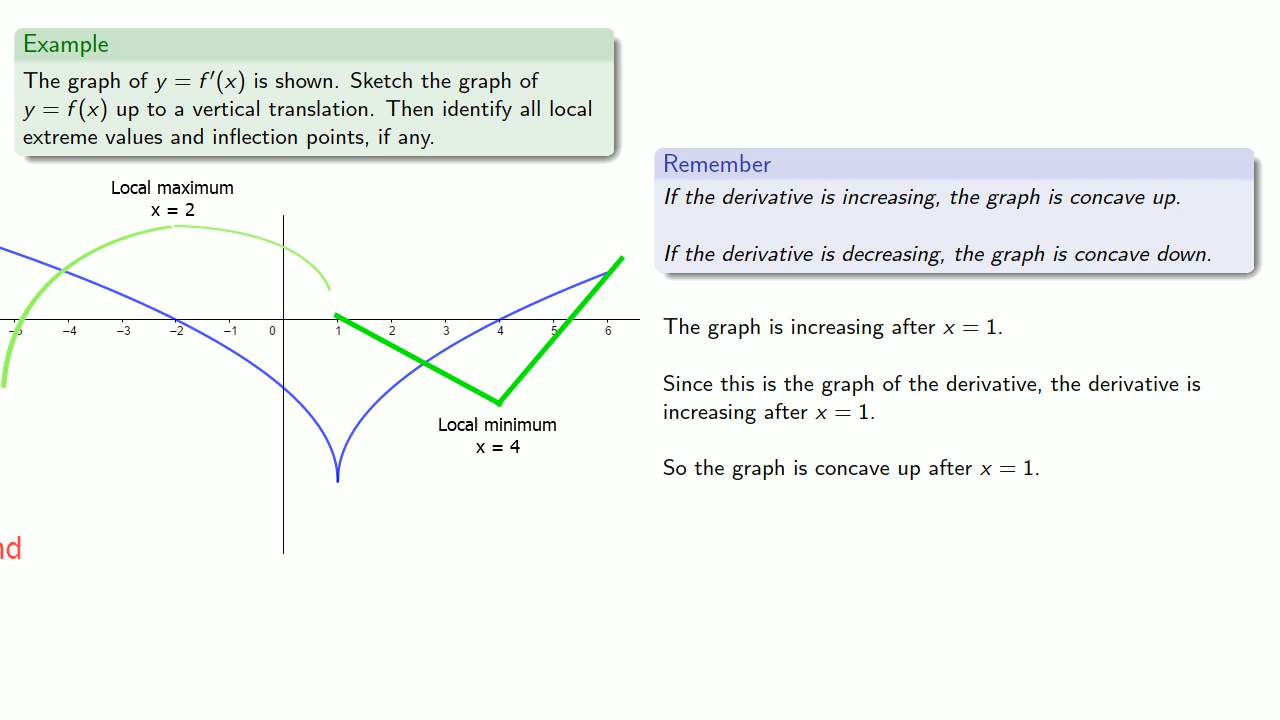 Example
The graph of y = f′(x) is shown. Sketch the graph of
y = f(x) up to a vertical translation. Then identify all local
extreme values and inflection points, if any.
Remember
If the derivative is increasing, the graph is concave up.
If the derivative is decreasing, the graph is concave down.
Local maximum
x = 2
−5 −4 −3 −2 −1 0 1 2 3 4 5 6
Local minimum
x = 4
The graph is increasing after x = 1.
Since this is the graph of the derivative, the derivative is
increasing after x = 1.
So the graph is concave up after x = 1.
nd